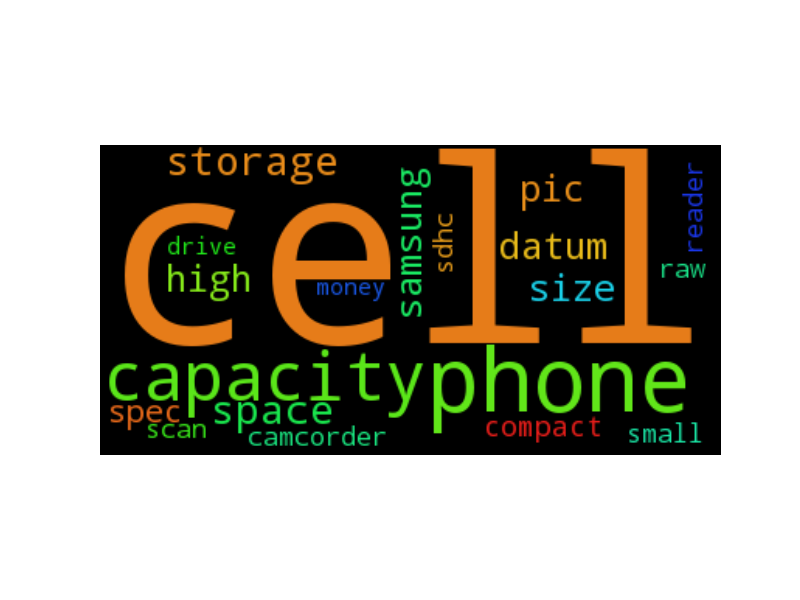 storage
cell
samsung
sdhc
pic
reader
drive
high
money
datum
raw
size
capacity
phone
spec
space
scan
camcorder
compact
small